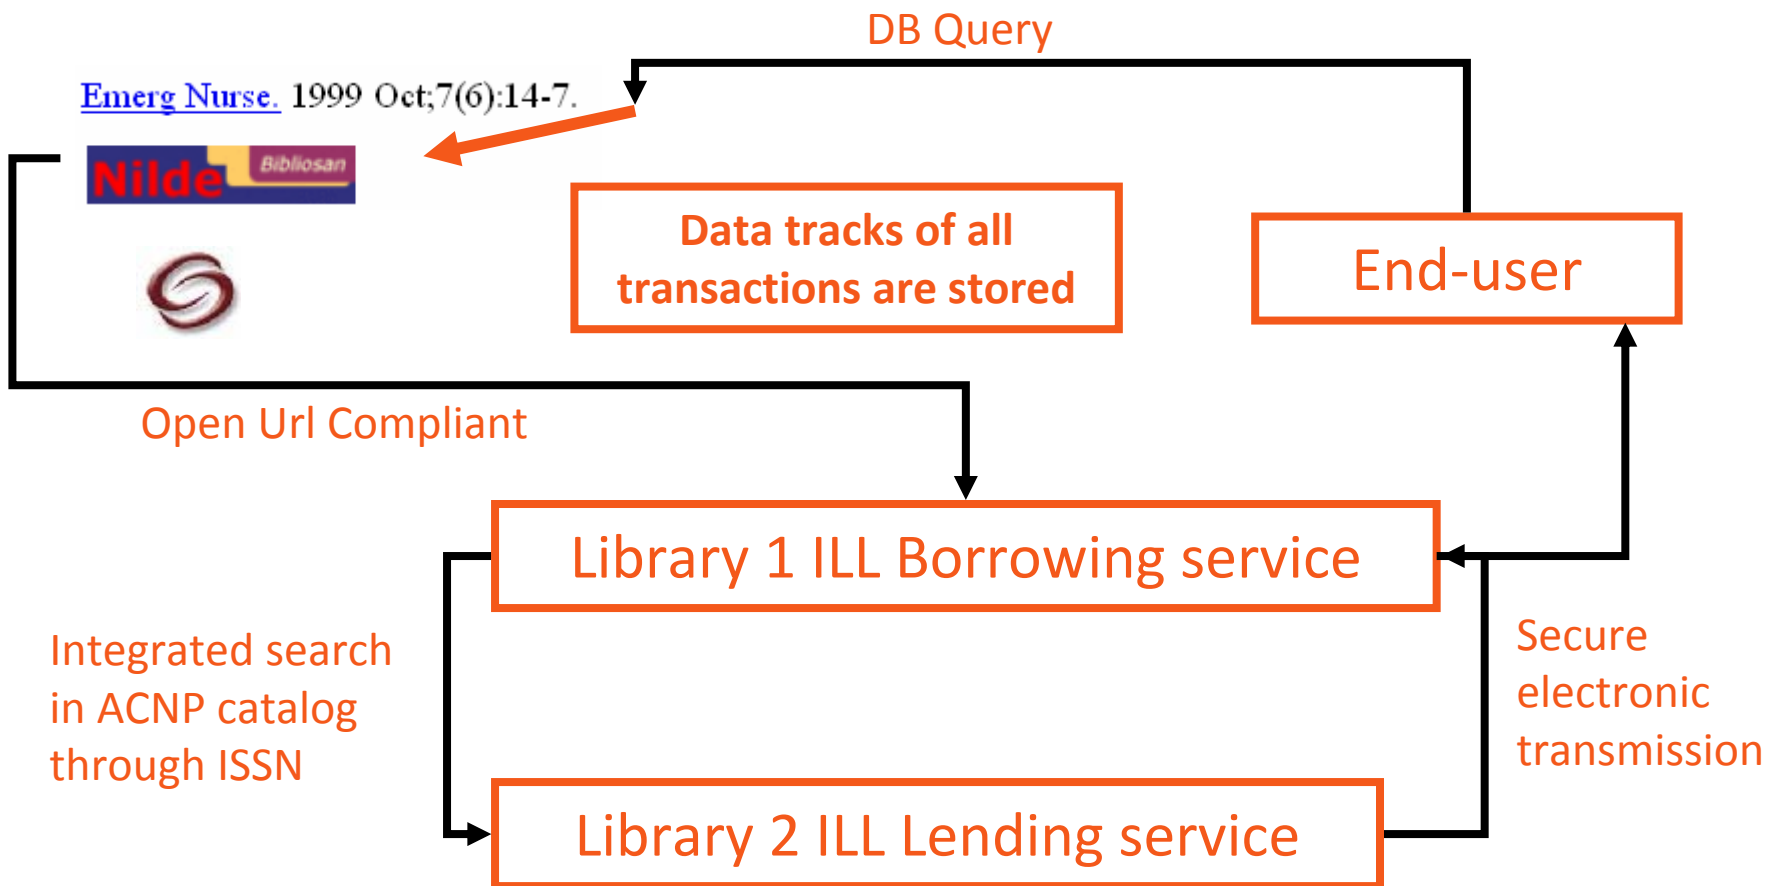 DB Query
Emerg Nurse. 1999 Oct;7(6):14-7.
Nilde
Bibliosan
Data tracks of all
transactions are stored
End-user
Open Url Compliant
Library 1 ILL Borrowing service
Integrated search
in ACNP catalog
through ISSN
Secure
electronic
transmission
Library 2 ILL Lending service